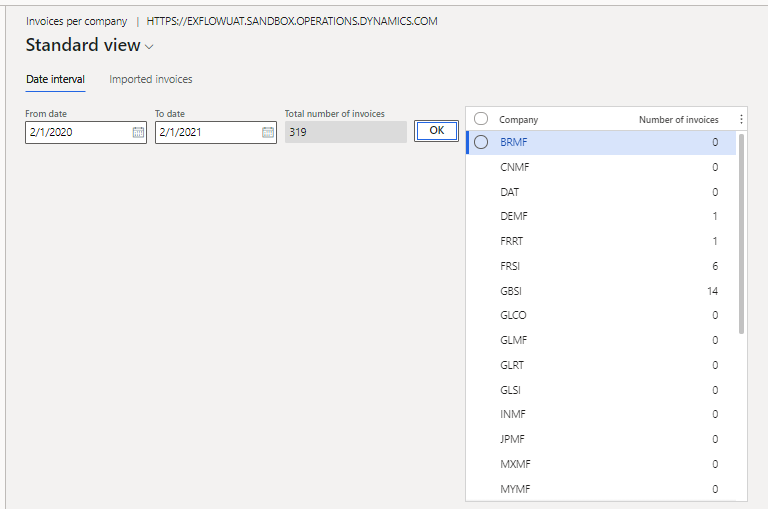 Invoices per company | HTTPS://EXFLOWUAT.SANDBOX.OPERATIONS.DYNAMICS.COM
Standard view
Date interval Imported invoices
From date To date Total number of invoices
2/1/2020 2/1/2021 319 OK
Company Number of invoices
BRMF 0
CNMF 0
DAT 0
DEMF 1
FRRT 1
FRSI 6
GBSI 14
GLCO 0
GLMF 0
GLRT 0
GLSI 0
INMF 0
JPMF 0
MXMF 0
MYMF 0